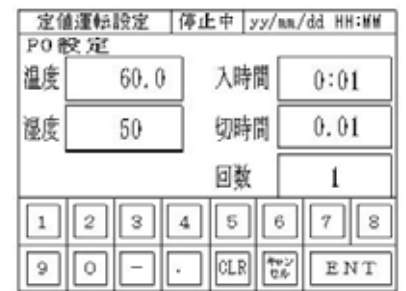 定値運転設定 停止中 yy/mm/dd HH:MM
PO設定
温度 60.0 入時間 0:01
湿度 50 切時間 0.01
回数 1
1 2 3 4 5 6 7 8
9 0 - . CLR キャンセル ENT